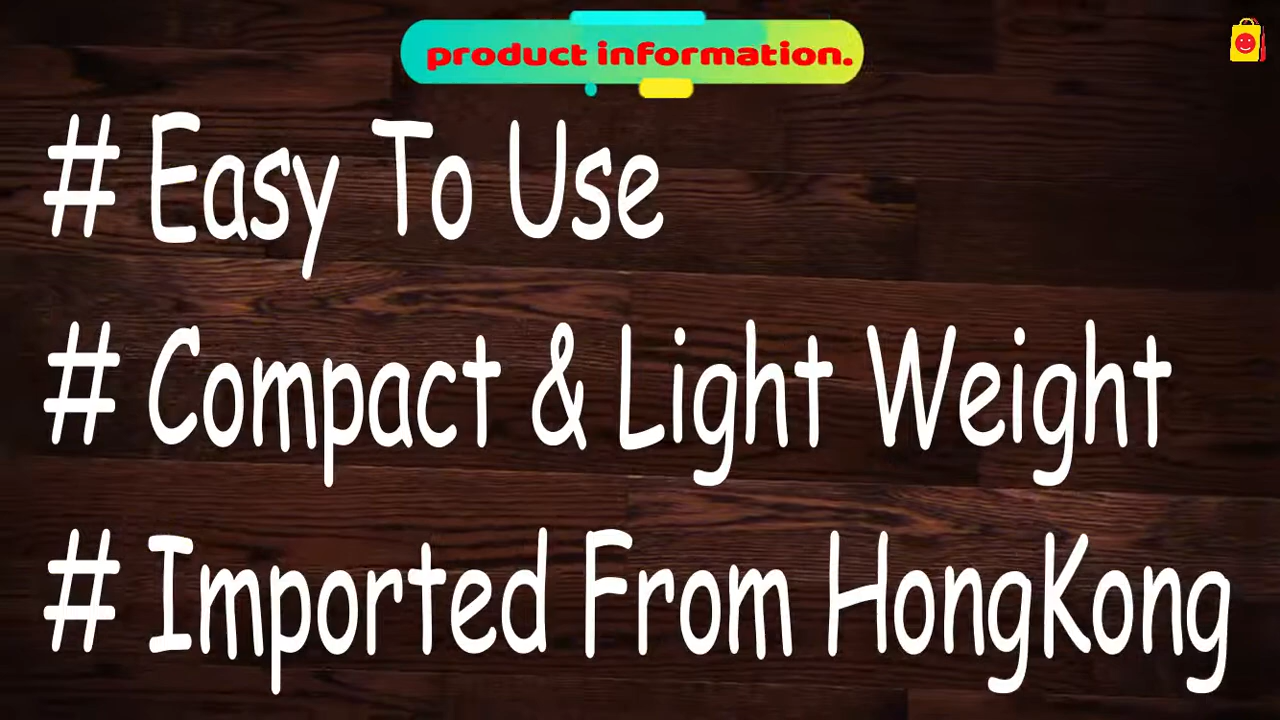 product information.
# Easy To Use
# Compact & Light Weight
# Imported From HongKong